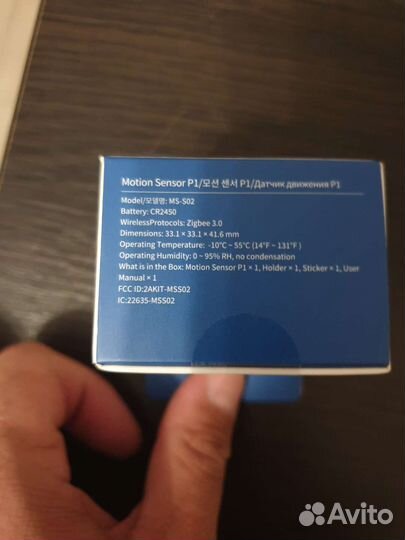 Motion Sensor P1/모션 센서 P1/Датчик движения P1
Model/모델명: MS-S02
Battery: CR2450
WirelessProtocols: Zigbee 3.0
Dimensions: 33.1 × 33.1 × 41.6 mm
Operating Temperature: -10°C ~ 55°C (14°F ~ 131°F )
Operating Humidity: 0 ~ 95% RH, no condensation
What is in the Box: Motion Sensor P1 × 1, Holder × 1, Sticker × 1, User
Manual × 1
FCC ID:2AKIT-MSS02
IC:22635-MSS02
Avito